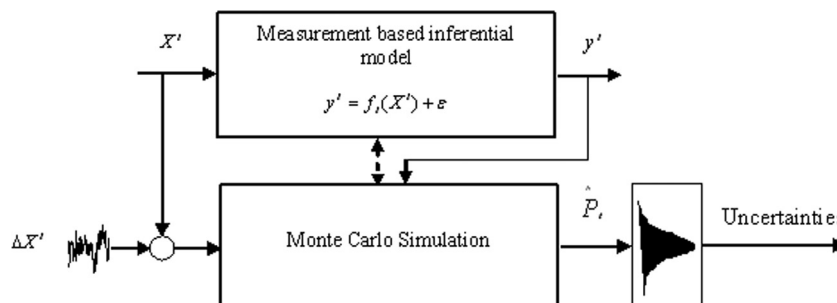 X'
Measurement based inferential
model
y'
y' = f_t(X') + ε
ΔX'
Monte Carlo Simulation
P̂_t
Uncertaintie